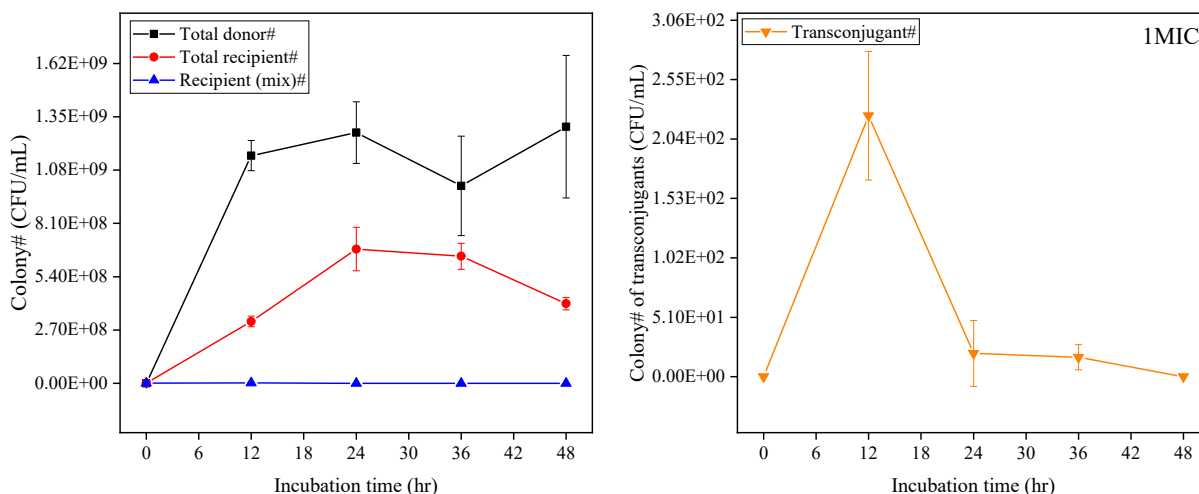 Total donor#
Total recipient#
Recipient (mix)#
1.62E+09
1.35E+09
1.08E+09
8.10E+08
5.40E+08
2.70E+08
0.00E+00
Colony# (CFU/mL)
0 6 12 18 24 30 36 42 48
Incubation time (hr)
Transconjugant#
1MIC
3.06E+02
2.55E+02
2.04E+02
1.53E+02
1.02E+02
5.10E+01
0.00E+00
Colony# of transconjugants (CFU/mL)
0 6 12 18 24 30 36 42 48
Incubation time (hr)